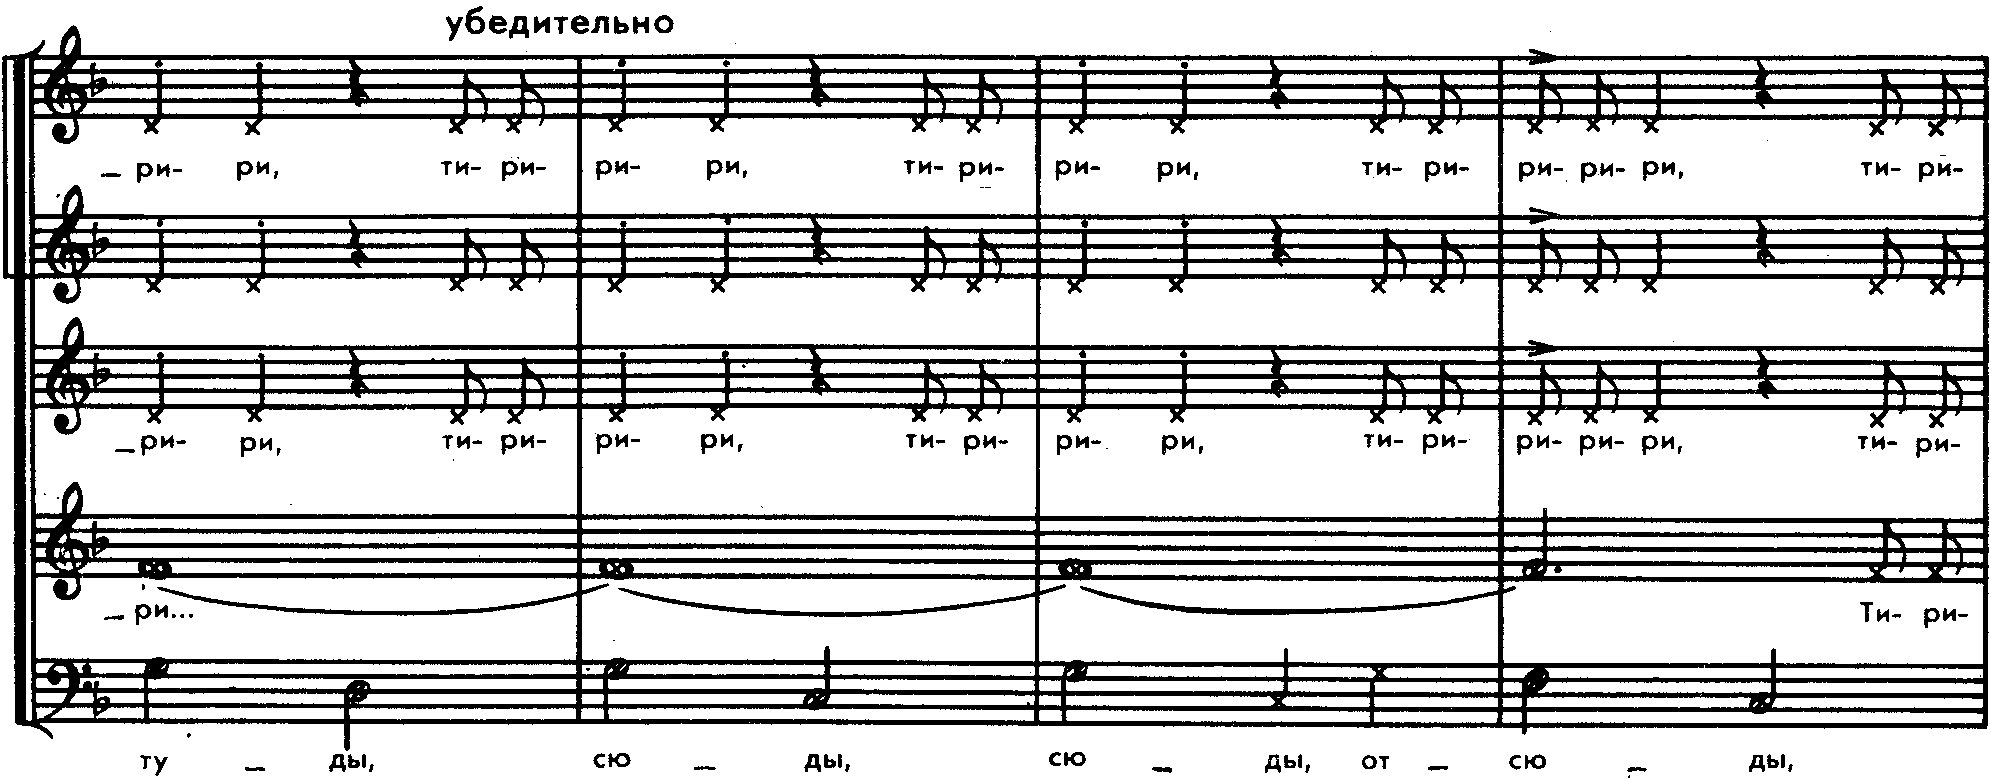 убедительно
– ри- ри, ти- ри- ри- ри, ти- ри- ри- ри, ти- ри- ри- ри- ри, ти- ри-
– ри- ри, ти- ри- ри- ри, ти- ри- ри- ри, ти- ри- ри- ри- ри, ти- ри-
– ри... Ти- ри-
ту – ды, сю – ды, сю – ды, от – сю – ды,